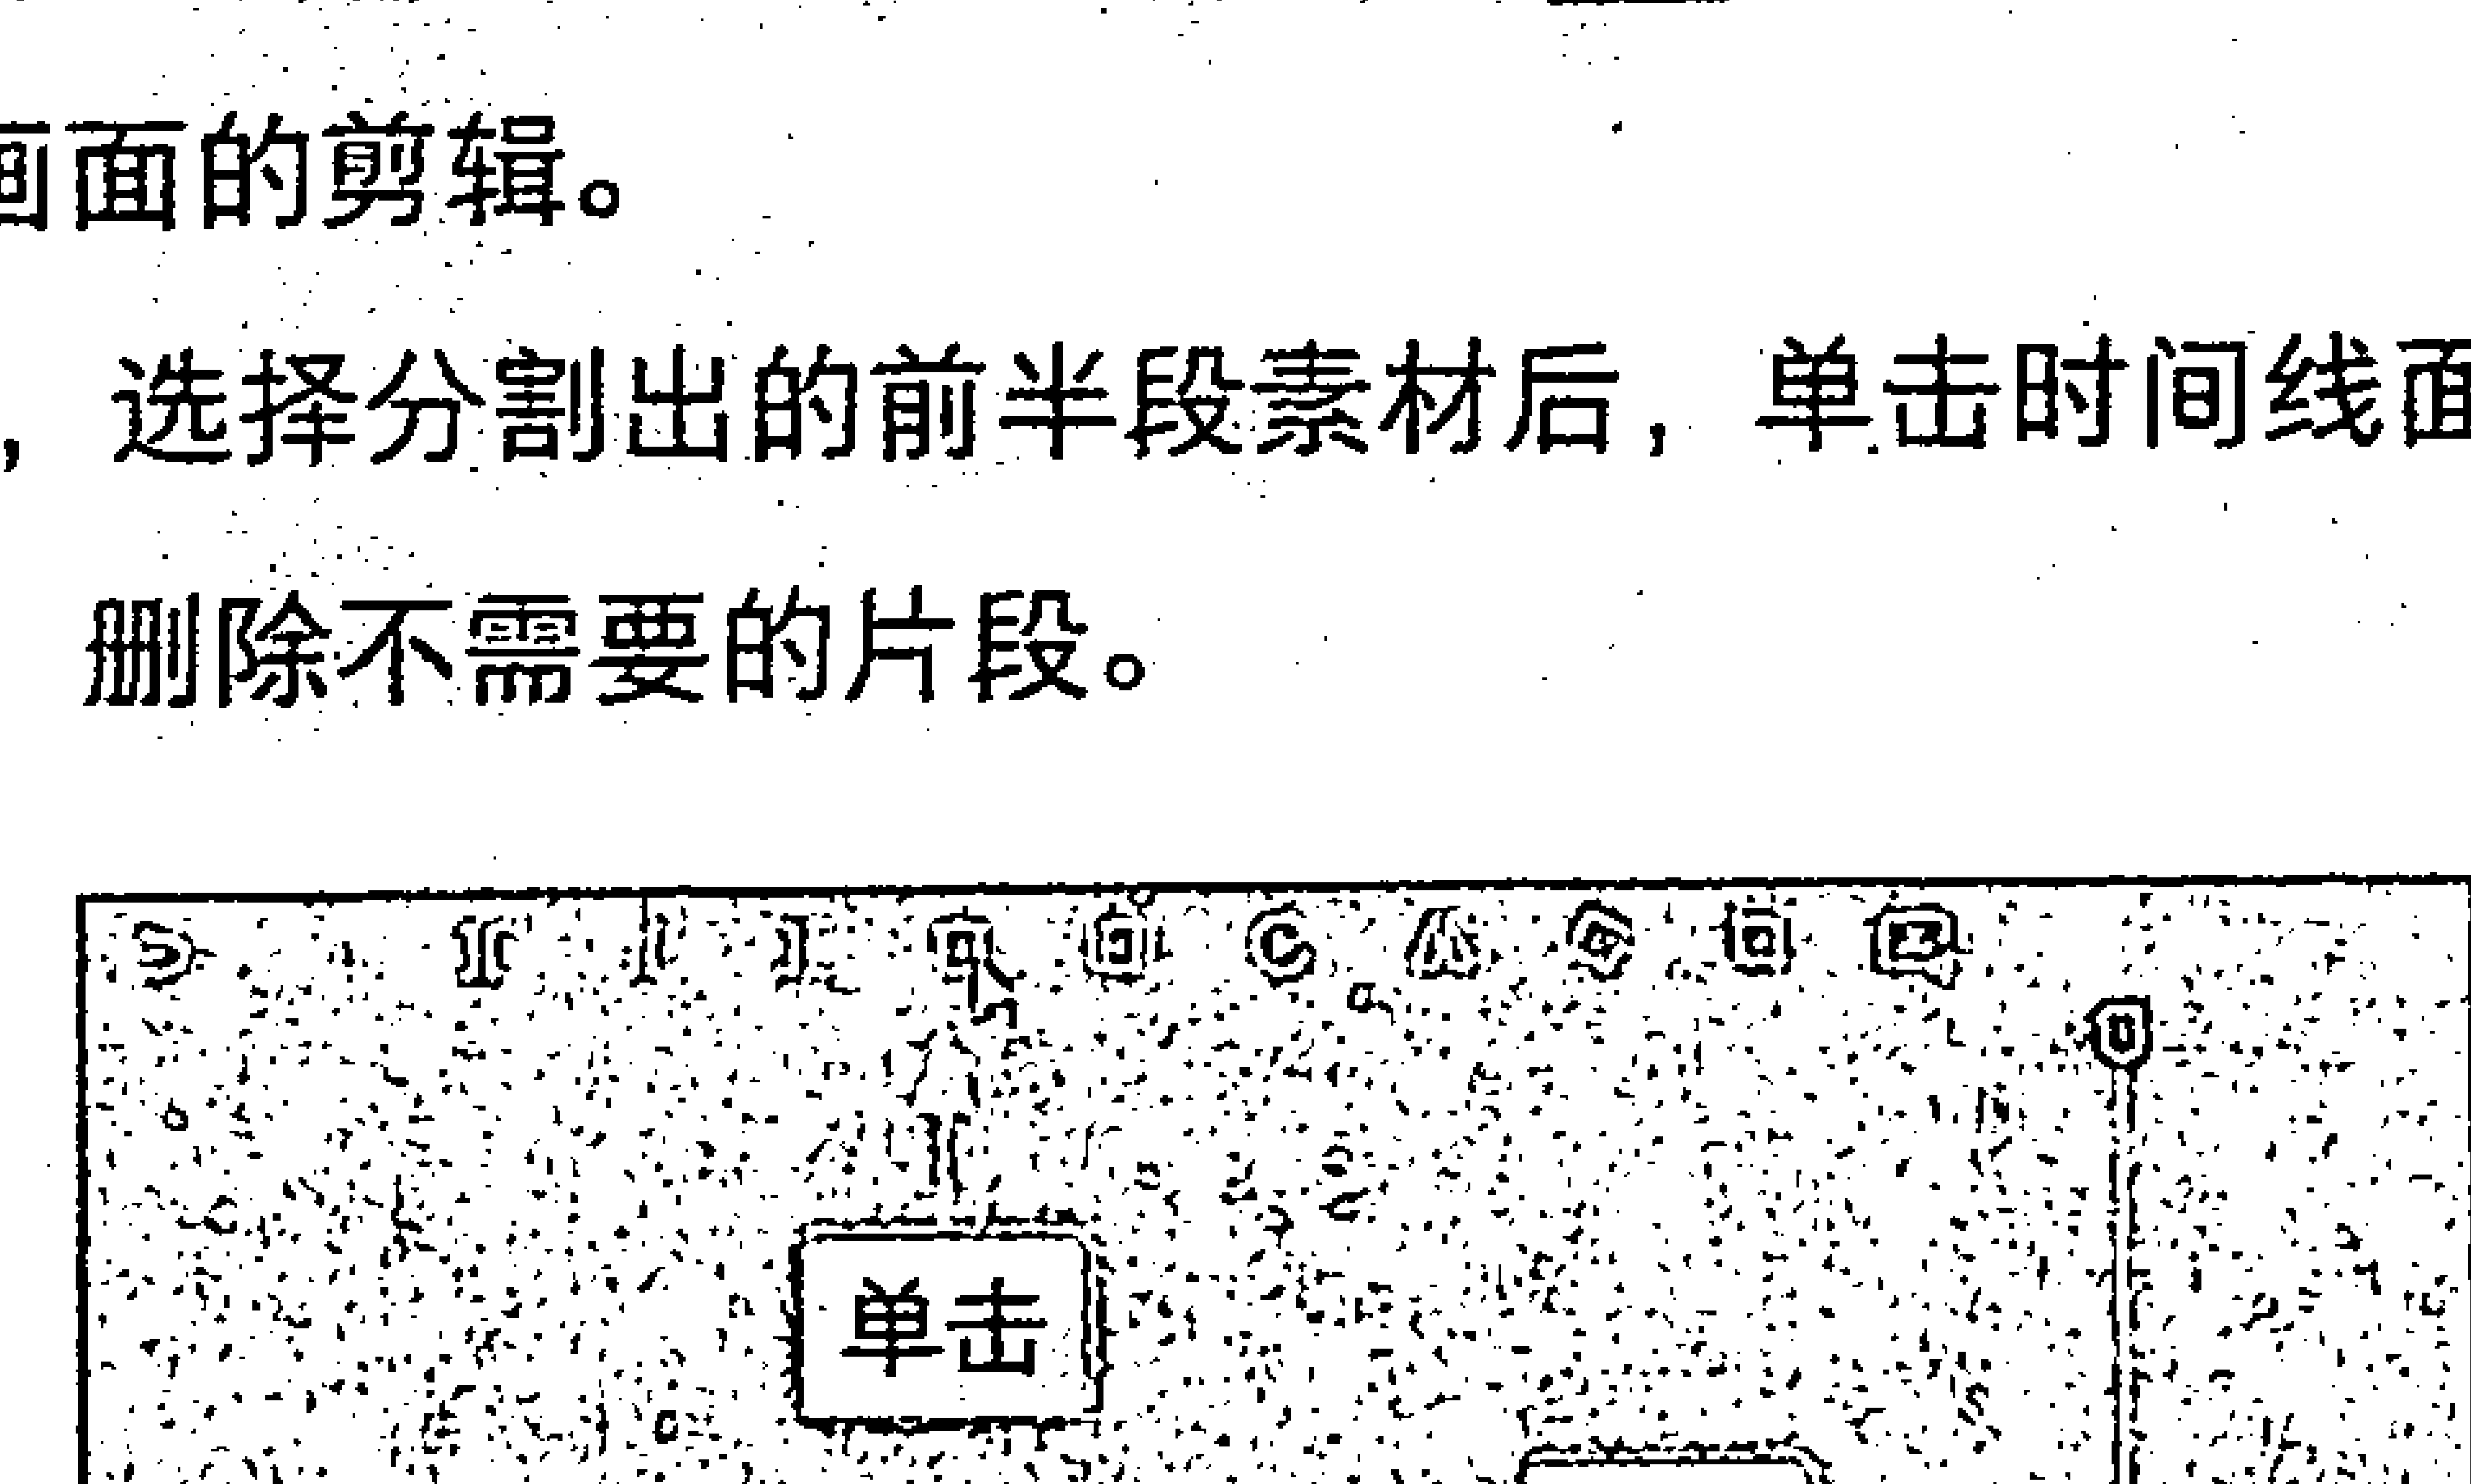 画面的剪辑。
，选择分割出的前半段素材后，单击时间线面
删除不需要的片段。
单击